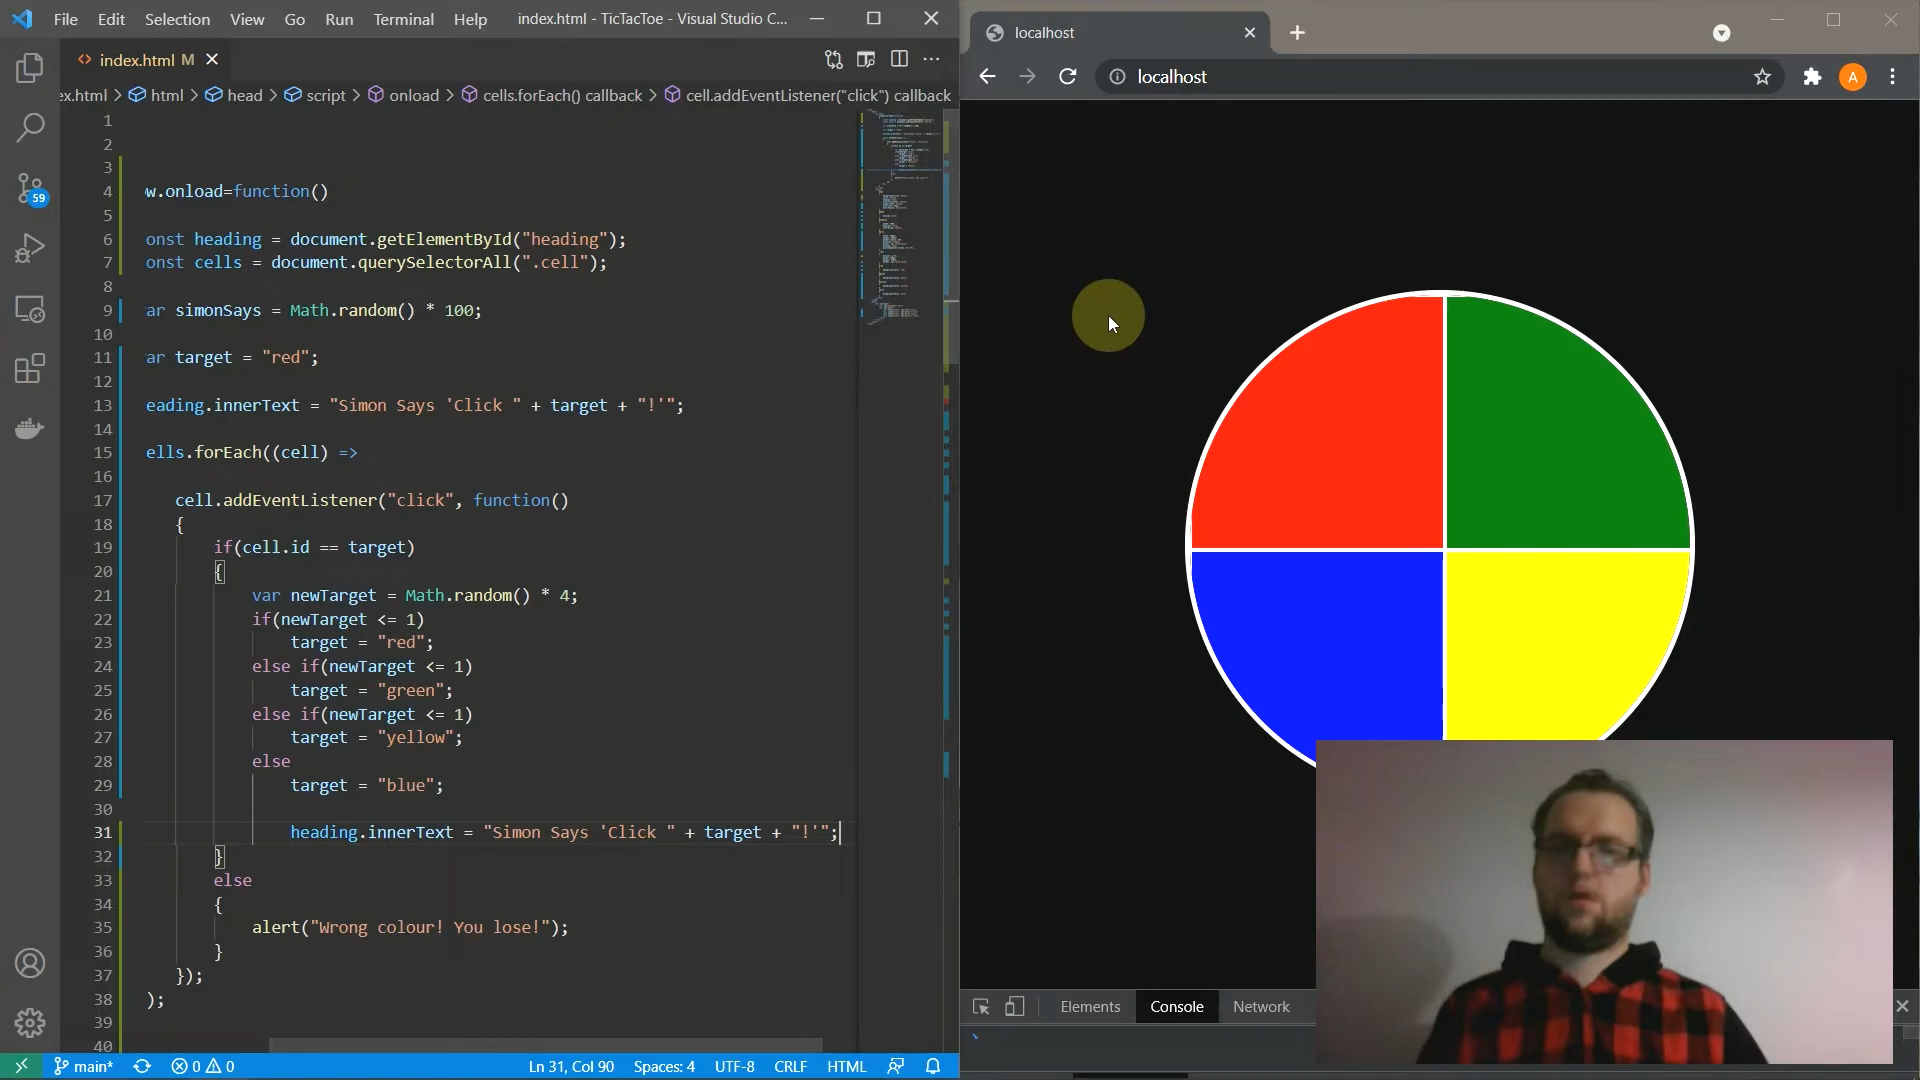 File Edit Selection View Go Run Terminal Help index.html - TicTacToe - Visual Studio C...
index.html M
ex.html > html > head > script > onload > cells.forEach() callback > cell.addEventListener("click") callback
1
2
3
4 w.onload=function()
5
6 onst heading = document.getElementById("heading");
7 onst cells = document.querySelectorAll(".cell");
8
9 ar simonSays = Math.random() * 100;
10
11 ar target = "red";
12
13 eading.innerText = "Simon Says 'Click " + target + "!'";
14
15 ells.forEach((cell) =>
16
17 cell.addEventListener("click", function()
18 {
19 if(cell.id == target)
20 {
21 var newTarget = Math.random() * 4;
22 if(newTarget <= 1)
23 target = "red";
24 else if(newTarget <= 1)
25 target = "green";
26 else if(newTarget <= 1)
27 target = "yellow";
28 else
29 target = "blue";
30
31 heading.innerText = "Simon Says 'Click " + target + "!'";
32 }
33 else
34 {
35 alert("Wrong colour! You lose!");
36 }
37 });
38 );
39
40
59
main* 0 0 Ln 31, Col 90 Spaces: 4 UTF-8 CRLF HTML
localhost
localhost
A
Elements Console Network